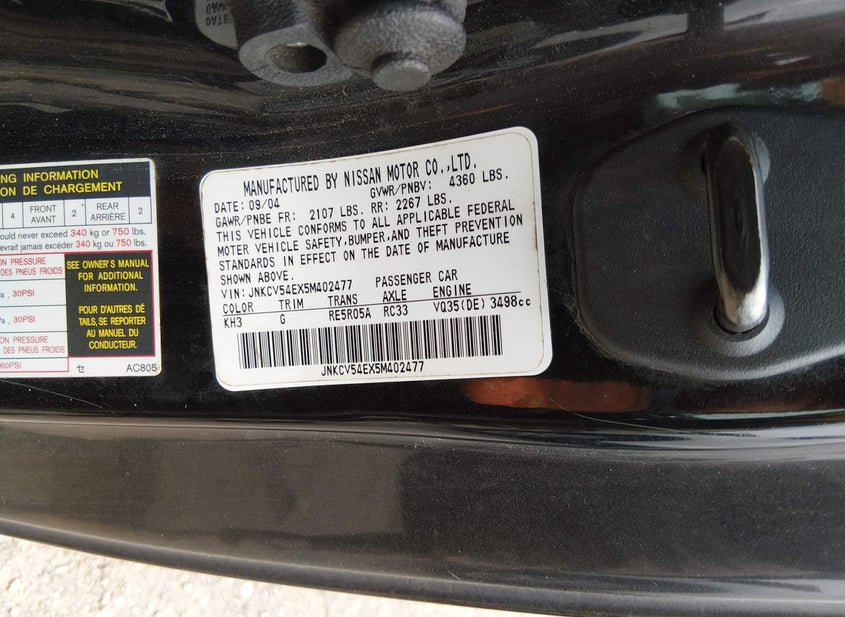 ING INFORMATION
ON DE CHARGEMENT
4 FRONT AVANT 2 REAR ARRIÈRE 2
ould never exceed 340 kg or 750 lbs.
evrait jamais excéder 340 kg ou 750 lbs.
ON PRESSURE
DES PNEUS FROIDS
a , 30PSI
a , 30PSI
ON PRESSURE
DES PNEUS FROIDS
60PSI
SEE OWNER'S MANUAL
FOR ADDITIONAL
INFORMATION.
POUR D'AUTRES DÉ
TAILS, SE REPORTER
AU MANUEL DU
CONDUCTEUR.
tz AC805
MANUFACTURED BY NISSAN MOTOR CO.,LTD.
DATE: 09/04 GVWR/PNBV: 4360 LBS.
GAWR/PNBE FR: 2107 LBS. RR: 2267 LBS.
THIS VEHICLE CONFORMS TO ALL APPLICABLE FEDERAL
MOTOR VEHICLE SAFETY,BUMPER,AND THEFT PREVENTION
STANDARDS IN EFFECT ON THE DATE OF MANUFACTURE
SHOWN ABOVE.
VIN: JNKCV54EX5M402477 PASSENGER CAR
COLOR TRIM TRANS AXLE ENGINE
KH3 G RE5R05A RC33 VQ35(DE) 3498cc
JNKCV54EX5M402477